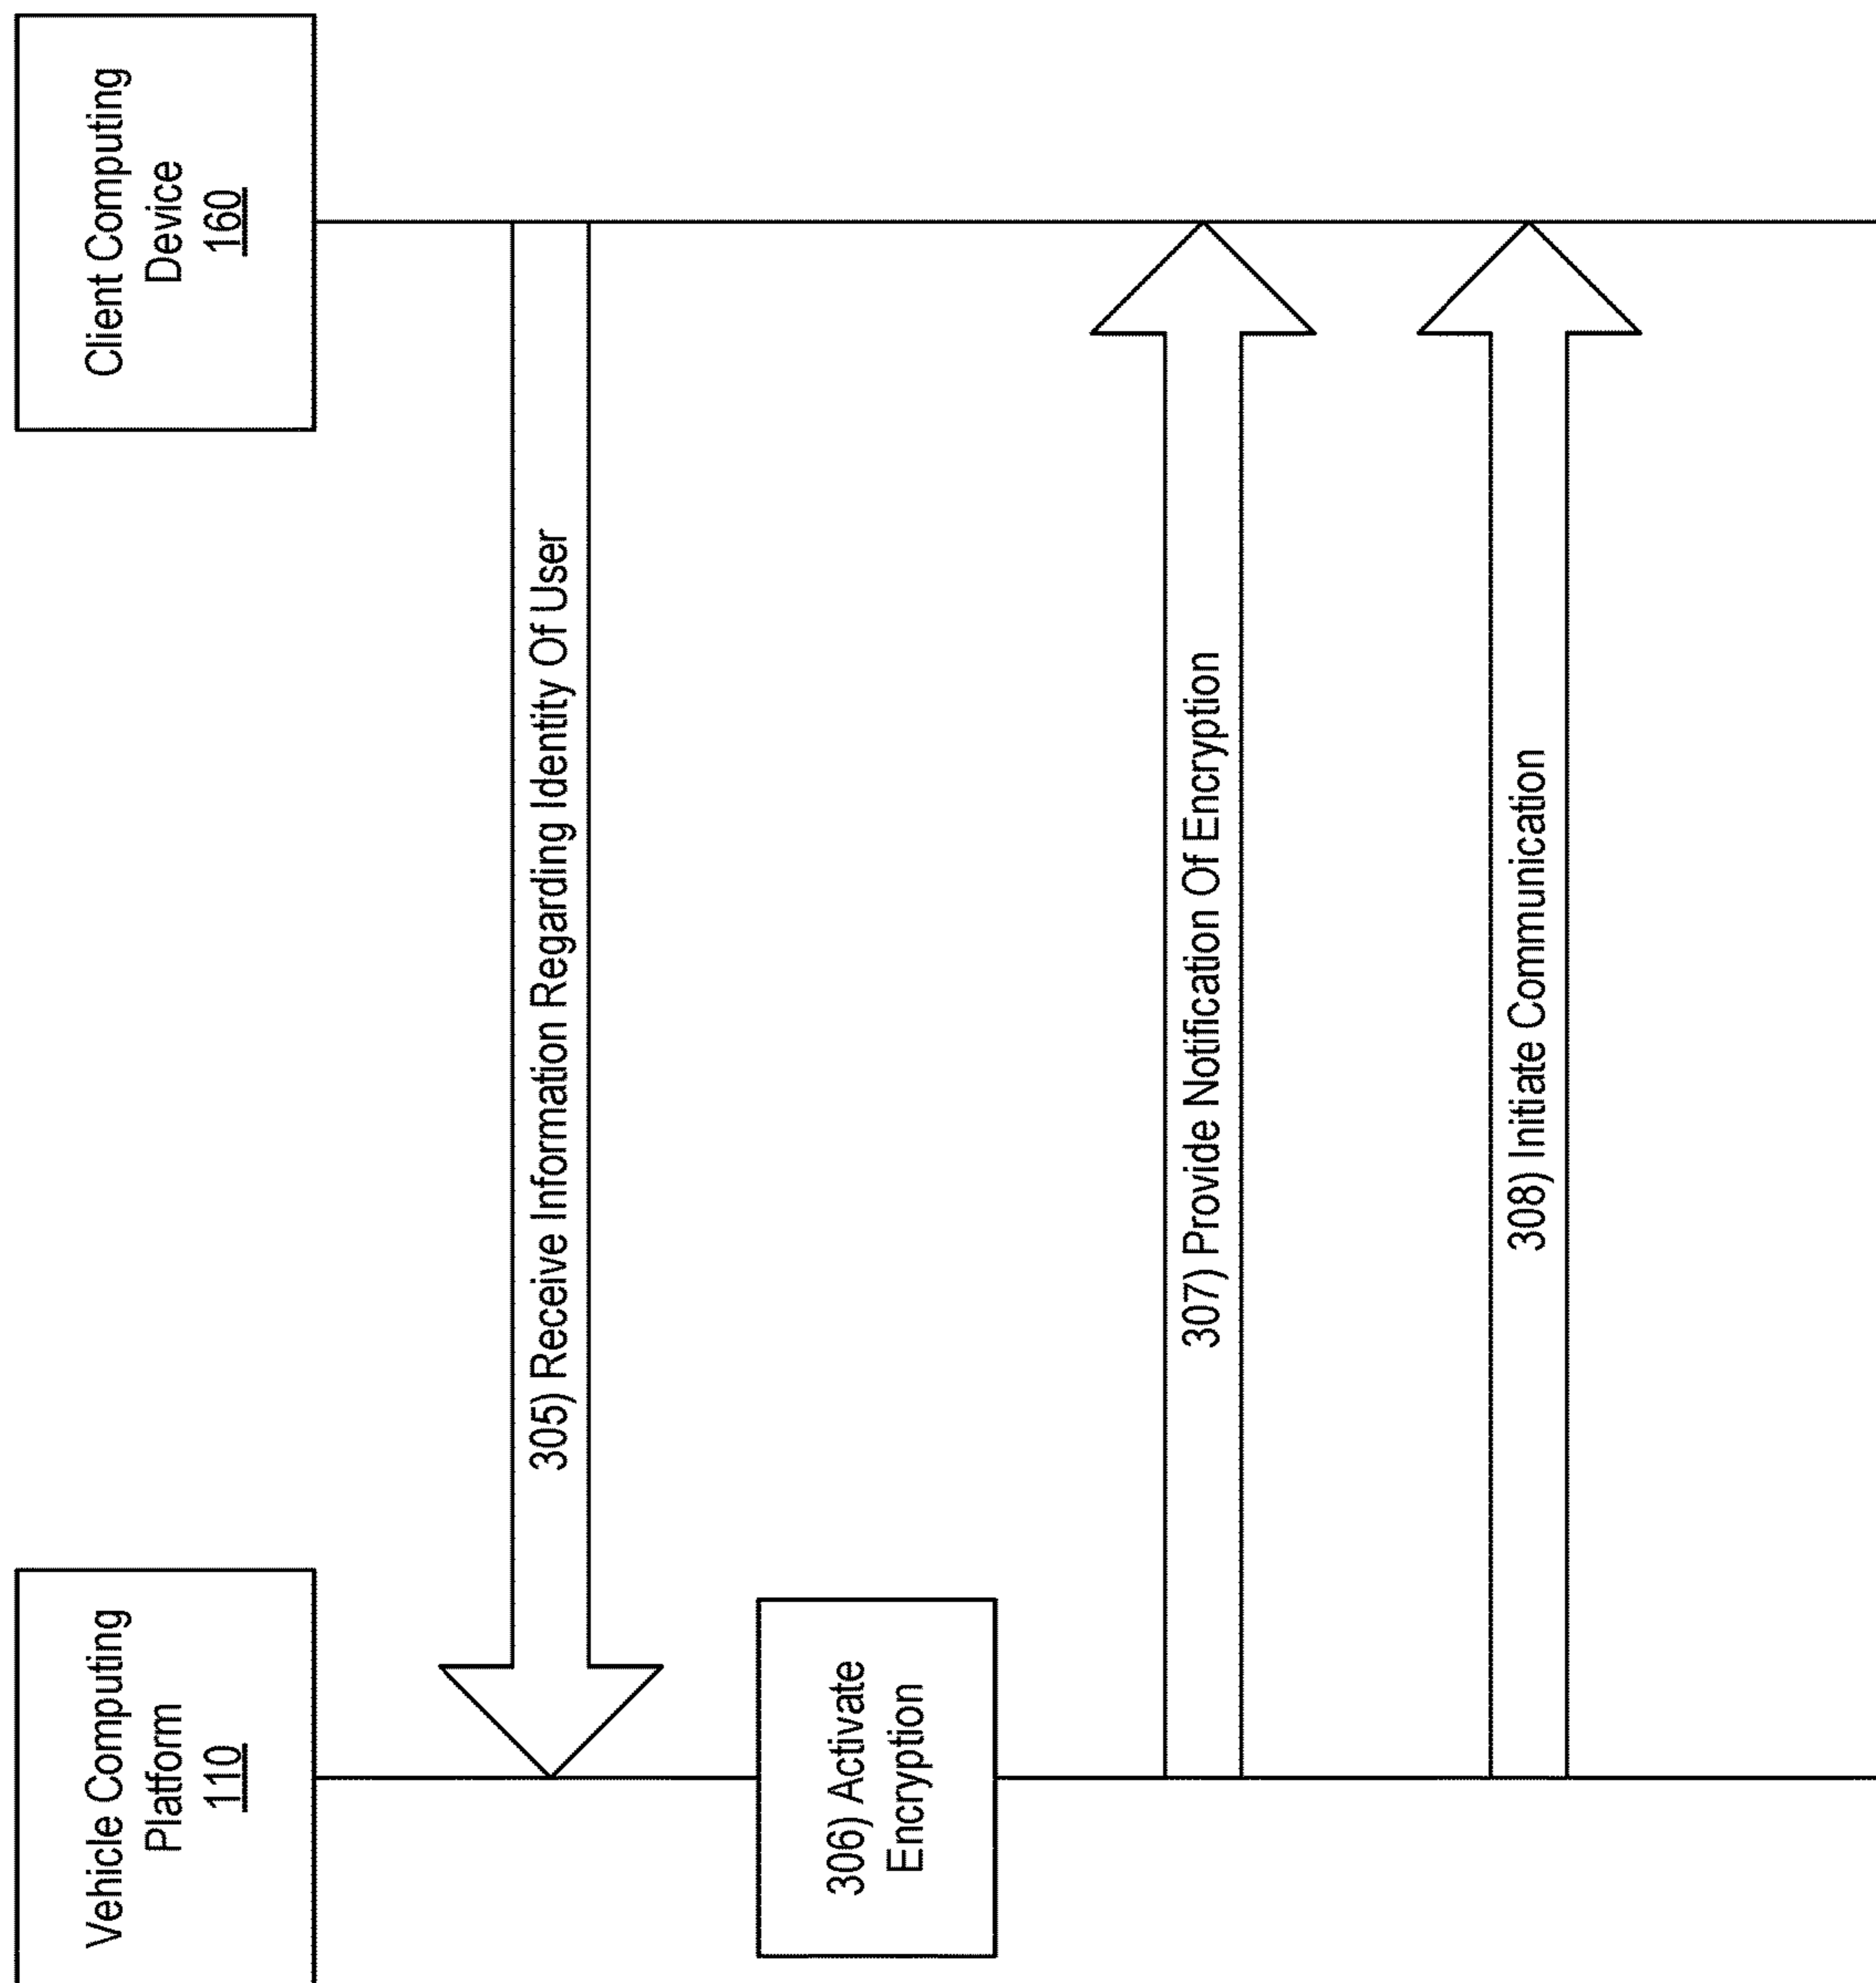 Vehicle Computing
Platform
110
Client Computing
Device
160
305) Receive Information Regarding Identity Of User
306) Activate
Encryption
307) Provide Notification Of Encryption
308) Initiate Communication